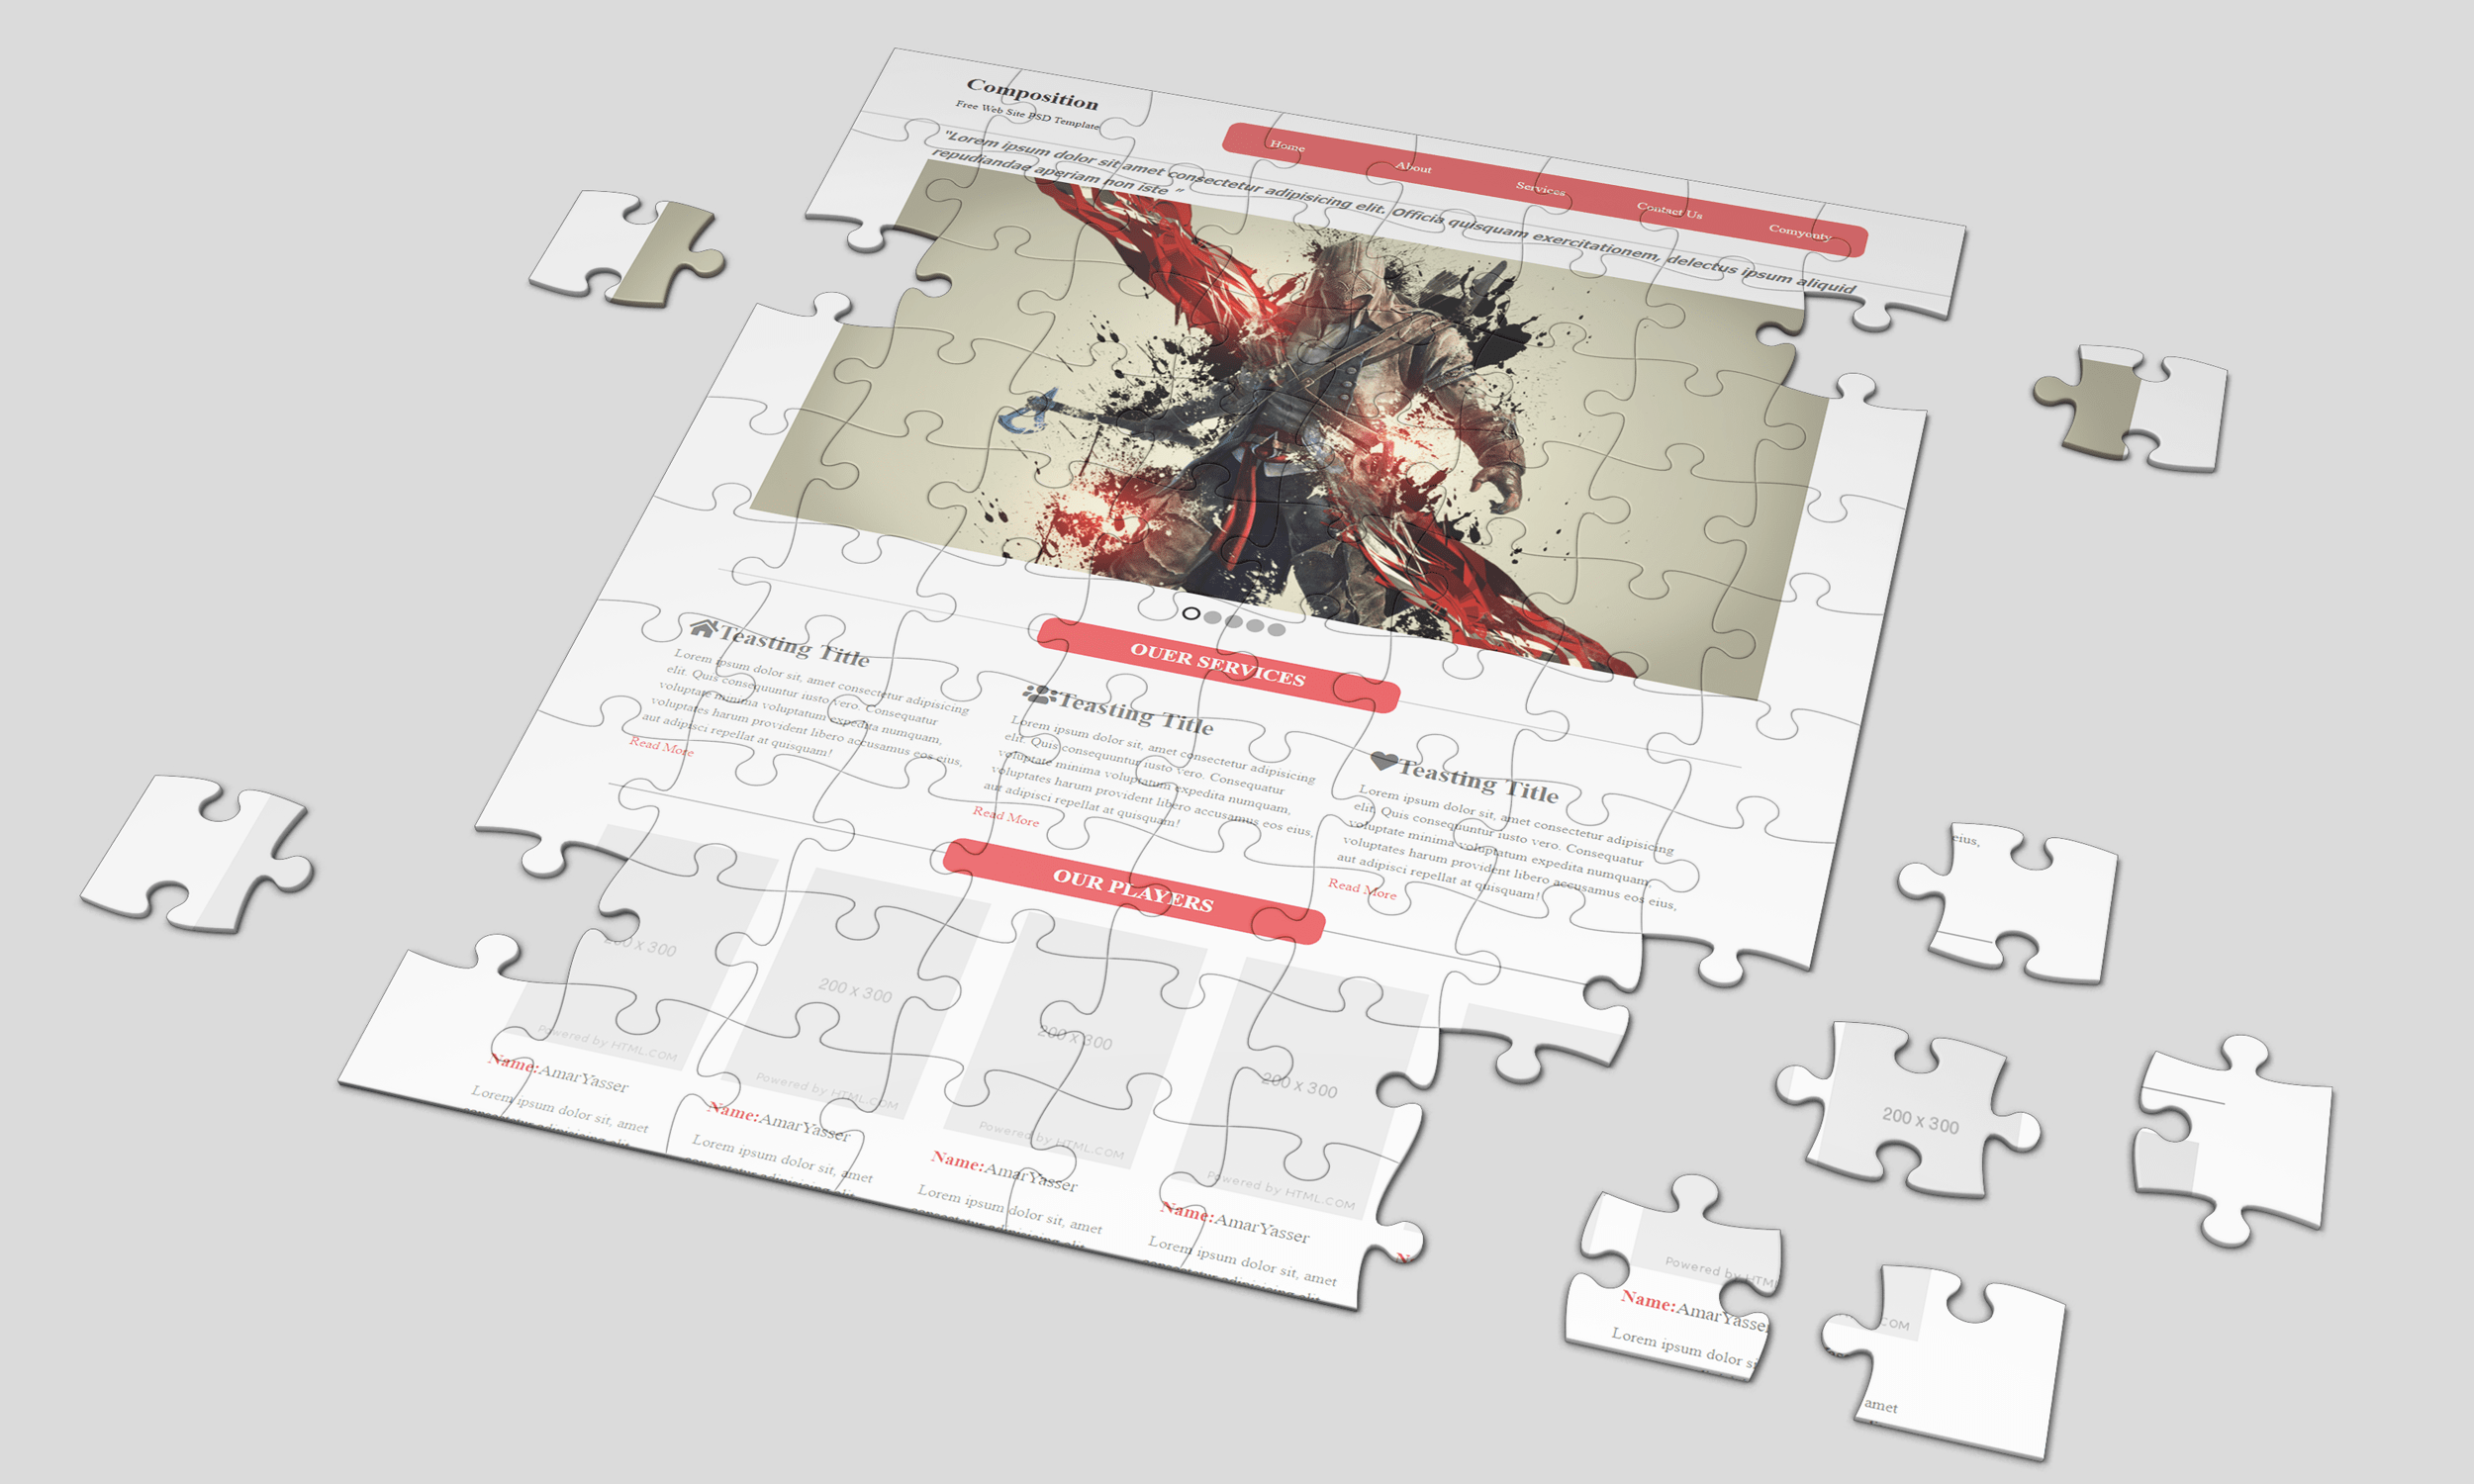 Composition
Free Web Site PSD Template
Home
About
Services
Contact Us
Comyonty
"Lorem ipsum dolor sit amet consectetur adipisicing elit. Officia quisquam exercitationem, delectus ipsum aliquid
repudiandae aperiam non iste "
OUER SERVICES
Teasting Title
Lorem ipsum dolor sit, amet consectetur adipisicing
elit. Quis consequuntur iusto vero. Consequatur
voluptate minima voluptatum expedita numquam,
voluptates harum provident libero accusamus eos eius,
aut adipisci repellat at quisquam!
Read More
Teasting Title
Lorem ipsum dolor sit, amet consectetur adipisicing
elit. Quis consequuntur iusto vero. Consequatur
voluptate minima voluptatum expedita numquam,
voluptates harum provident libero accusamus eos eius,
aut adipisci repellat at quisquam!
Read More
Teasting Title
Lorem ipsum dolor sit, amet consectetur adipisicing
elit. Quis consequuntur iusto vero. Consequatur
voluptate minima voluptatum expedita numquam,
voluptates harum provident libero accusamus eos eius,
aut adipisci repellat at quisquam!
Read More
eius,
OUR PLAYERS
200 x 300
Powered by HTML.COM
Name:AmarYasser
Lorem ipsum dolor sit, amet
200 x 300
Powered by HTML.COM
Name:AmarYasser
Lorem ipsum dolor sit, amet
200 x 300
Powered by HTML.COM
Name:AmarYasser
Lorem ipsum dolor sit, amet
200 x 300
Powered by HTML.COM
Name:AmarYasser
Lorem ipsum dolor sit, amet
N
200 x 300
Powered by HTM
Name:AmarYasser
Lorem ipsum dolor si
COM
amet